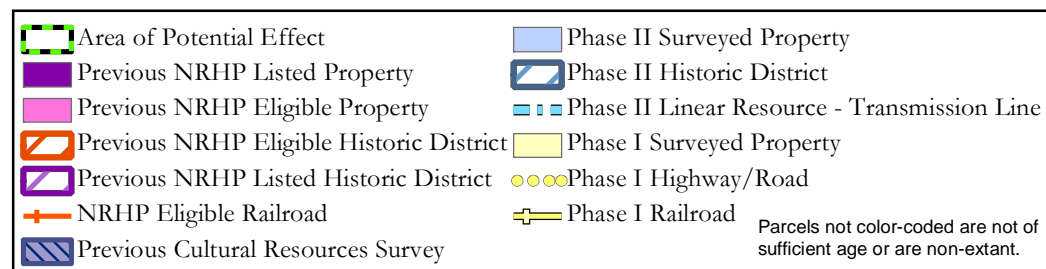 Area of Potential Effect
Previous NRHP Listed Property
Previous NRHP Eligible Property
Previous NRHP Eligible Historic District
Previous NRHP Listed Historic District
NRHP Eligible Railroad
Previous Cultural Resources Survey
Phase II Surveyed Property
Phase II Historic District
Phase II Linear Resource - Transmission Line
Phase I Surveyed Property
Phase I Highway/Road
Phase I Railroad
Parcels not color-coded are not of
sufficient age or are non-extant.